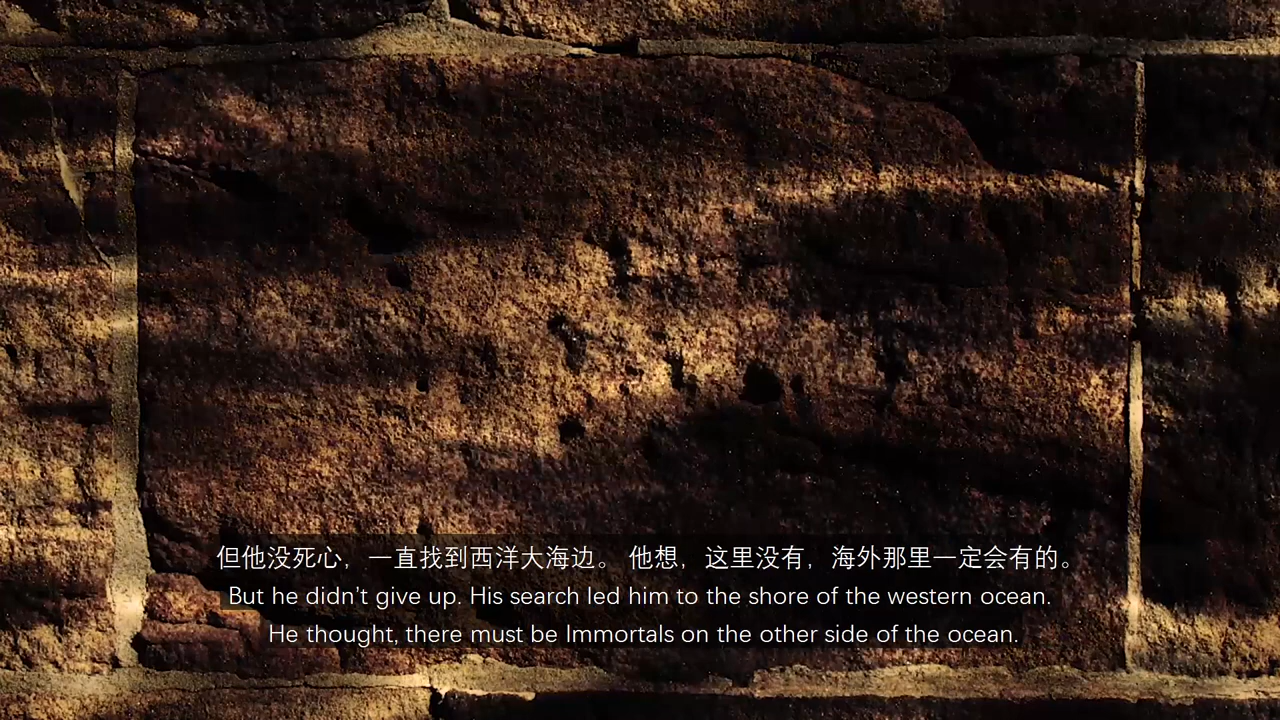 但他没死心，一直找到西洋大海边。 他想，这里没有，海外那里一定会有的。
But he didn't give up. His search led him to the shore of the western ocean.
He thought, there must be Immortals on the other side of the ocean.